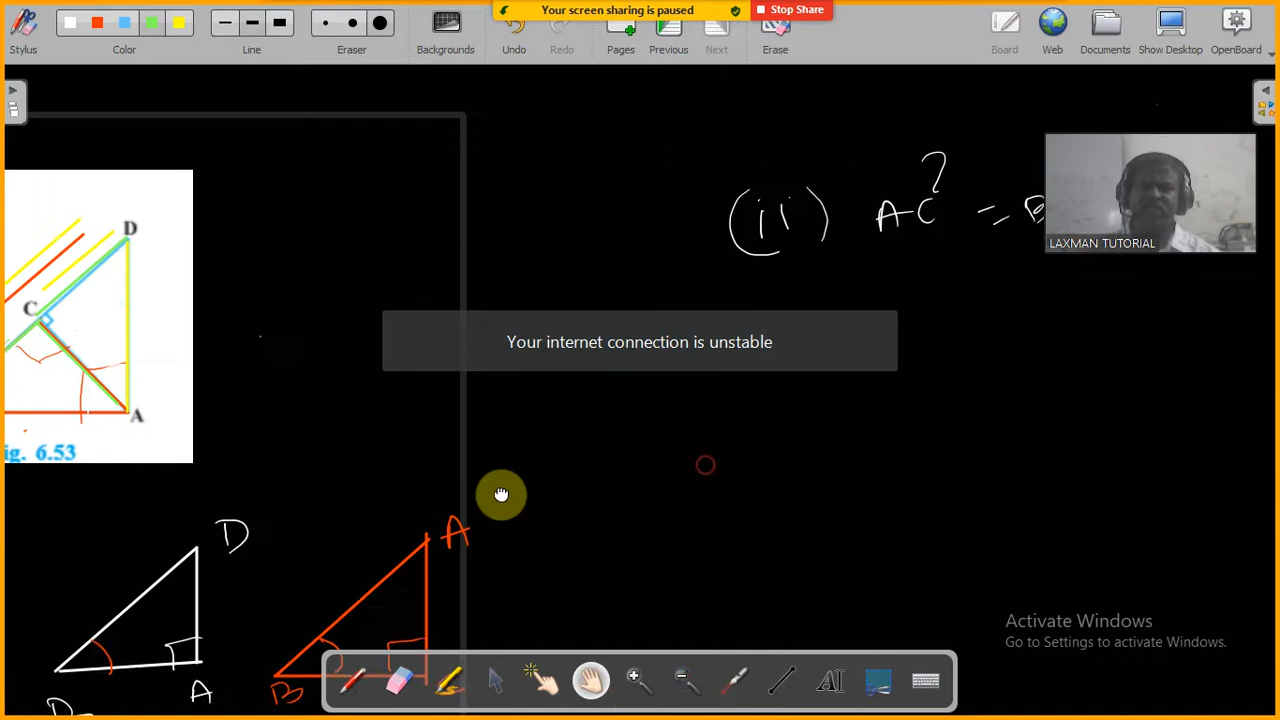 Your screen sharing is paused
Stop Share
Stylus
Color
Line
Eraser
Backgrounds
Undo
Redo
Pages
Previous
Next
Erase
Board
Web
Documents
Show Desktop
OpenBoard
(ii) AC? = B
LAXMAN TUTORIAL
D
C
A
ig. 6.53
Your internet connection is unstable
D
A
A
B
Activate Windows
Go to Settings to activate Windows.
AI